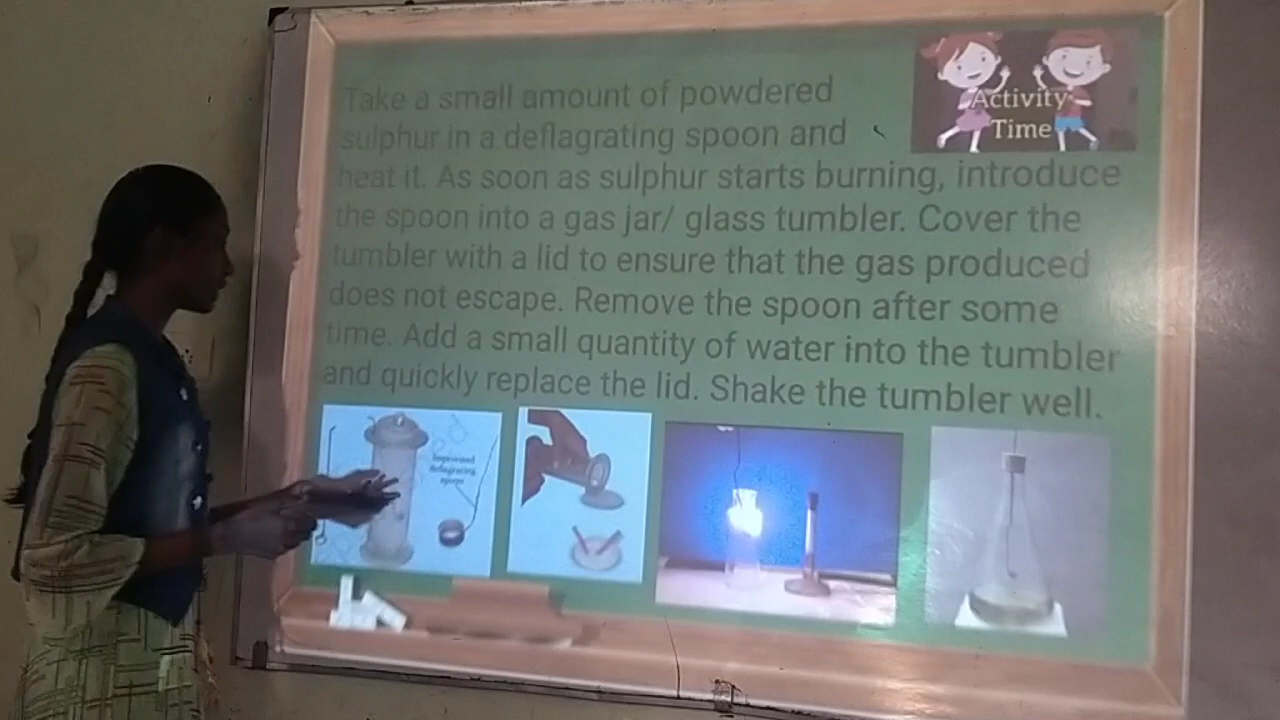 Take a small amount of powdered
sulphur in a deflagrating spoon and
heat it. As soon as sulphur starts burning, introduce
the spoon into a gas jar/ glass tumbler. Cover the
tumbler with a lid to ensure that the gas produced
does not escape. Remove the spoon after some
time. Add a small quantity of water into the tumbler
and quickly replace the lid. Shake the tumbler well.
Activity
Time
Improvised
deflagrating
spoon